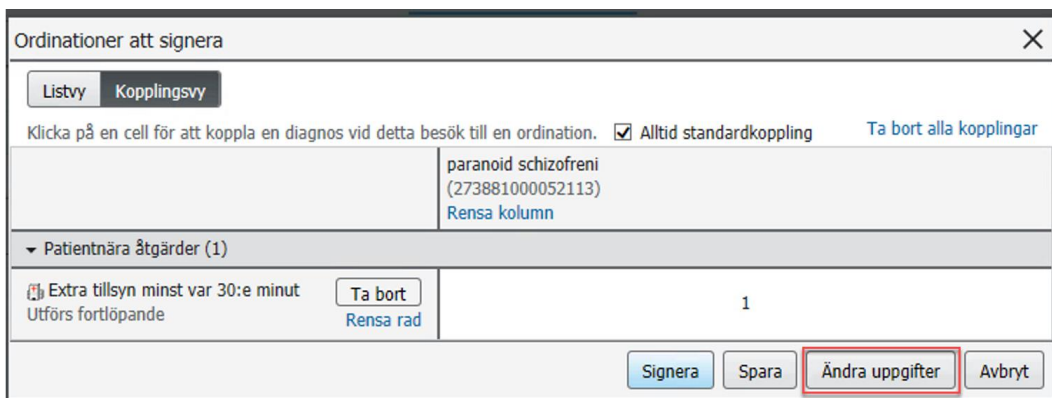 Ordinationer att signera
Listvy Kopplingsvy
Klicka på en cell för att koppla en diagnos vid detta besök till en ordination. Alltid standardkoppling Ta bort alla kopplingar
paranoid schizofreni
(273881000052113)
Rensa kolumn
Patientnära åtgärder (1)
Extra tillsyn minst var 30:e minut Ta bort
Utförs fortlöpande Rensa rad
1
Signera Spara Ändra uppgifter Avbryt